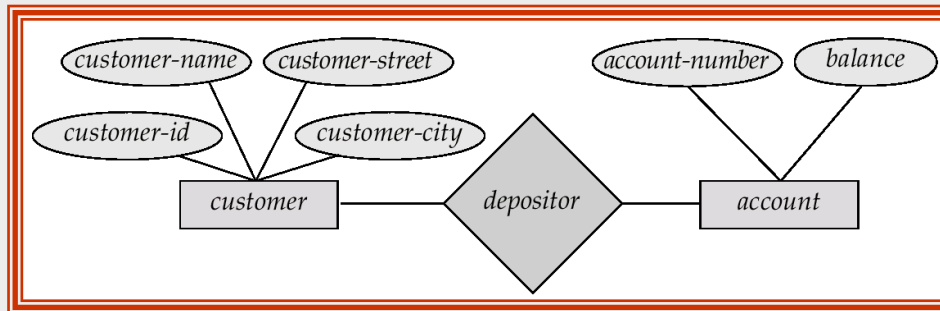 customer-name
customer-street
account-number
balance
customer-id
customer-city
customer
depositor
account